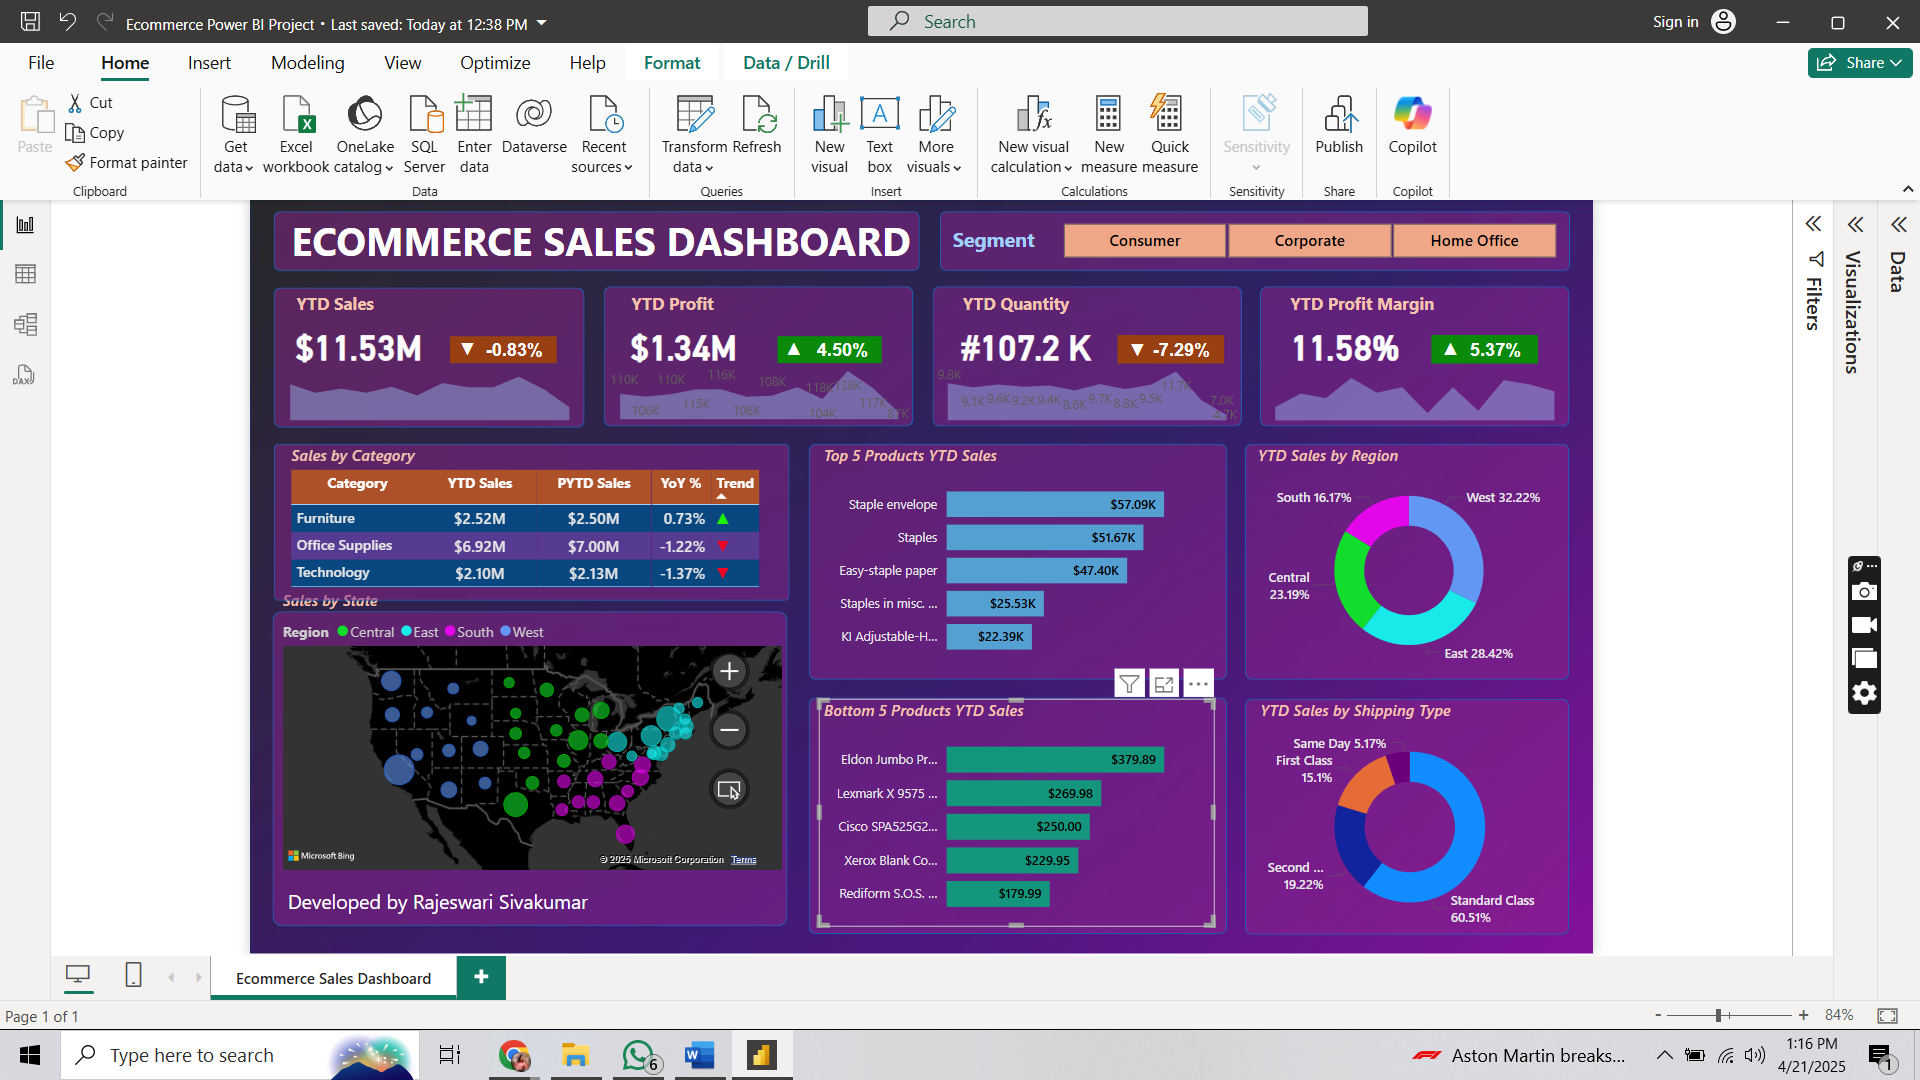 Ecommerce Power BI Project • Last saved: Today at 12:38 PM
Search
Sign in
File Home Insert Modeling View Optimize Help Format Data / Drill
Share
Paste
Cut
Copy
Format painter
Clipboard
Get data
Excel workbook
OneLake catalog
SQL Server
Enter data
Dataverse
Recent sources
Data
Transform data
Refresh
Queries
New visual
Text box
More visuals
Insert
New visual calculation
New measure
Quick measure
Calculations
Sensitivity
Sensitivity
Publish
Share
Copilot
Copilot
DAX
ECOMMERCE SALES DASHBOARD
Segment
Consumer
Corporate
Home Office
Filters
Visualizations
Data
YTD Sales
$11.53M
▼ -0.83%
YTD Profit
$1.34M
▲ 4.50%
110K 110K 116K 108K 118K 138K
106K 115K 106K 104K 117K
YTD Quantity
#107.2 K
▼ -7.29%
9.8K 11.7K
9.1K 9.6K 9.2K 9.4K 8.6K 9.7K 8.8K 9.5K 7.0K
4.7K
YTD Profit Margin
11.58%
▲ 5.37%
Sales by Category
Category YTD Sales PYTD Sales YoY % Trend
Furniture $2.52M $2.50M 0.73% ▲
Office Supplies $6.92M $7.00M -1.22% ▼
Technology $2.10M $2.13M -1.37% ▼
Sales by State
Region Central East South West
Microsoft Bing
© 2025 Microsoft Corporation Terms
Developed by Rajeswari Sivakumar
Top 5 Products YTD Sales
Staple envelope $57.09K
Staples $51.67K
Easy-staple paper $47.40K
Staples in misc. ... $25.53K
KI Adjustable-H... $22.39K
Bottom 5 Products YTD Sales
Eldon Jumbo Pr... $379.89
Lexmark X 9575 ... $269.98
Cisco SPA525G2... $250.00
Xerox Blank Co... $229.95
Rediform S.O.S. ... $179.99
YTD Sales by Region
South 16.17%
West 32.22%
Central
23.19%
East 28.42%
YTD Sales by Shipping Type
Same Day 5.17%
First Class
15.1%
Second ...
19.22%
Standard Class
60.51%
Ecommerce Sales Dashboard
Page 1 of 1
84%
Type here to search
6
Aston Martin breaks...
1:16 PM
4/21/2025
1